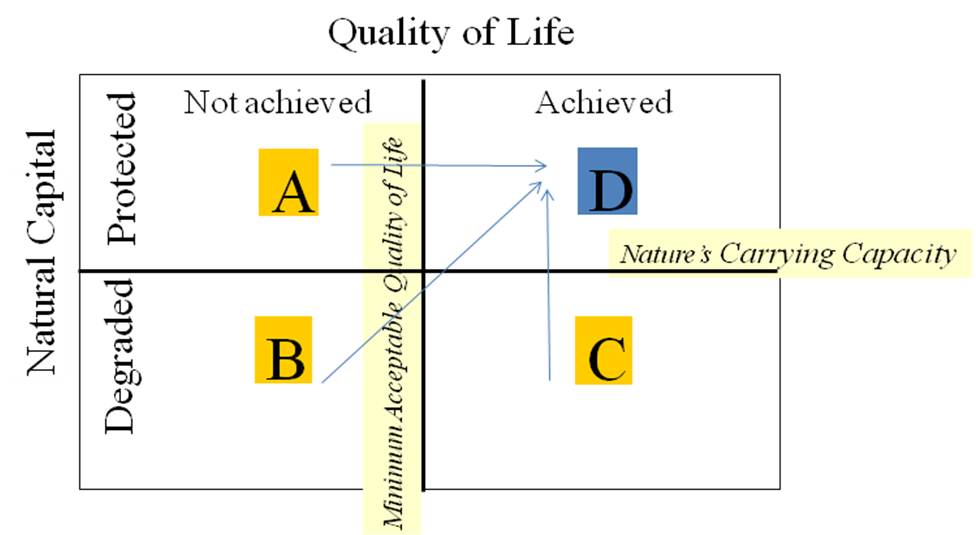 Quality of Life
Not achieved
Achieved
Natural Capital
Protected
Degraded
A
D
Minimum Acceptable Quality of Life
Nature's Carrying Capacity
B
C